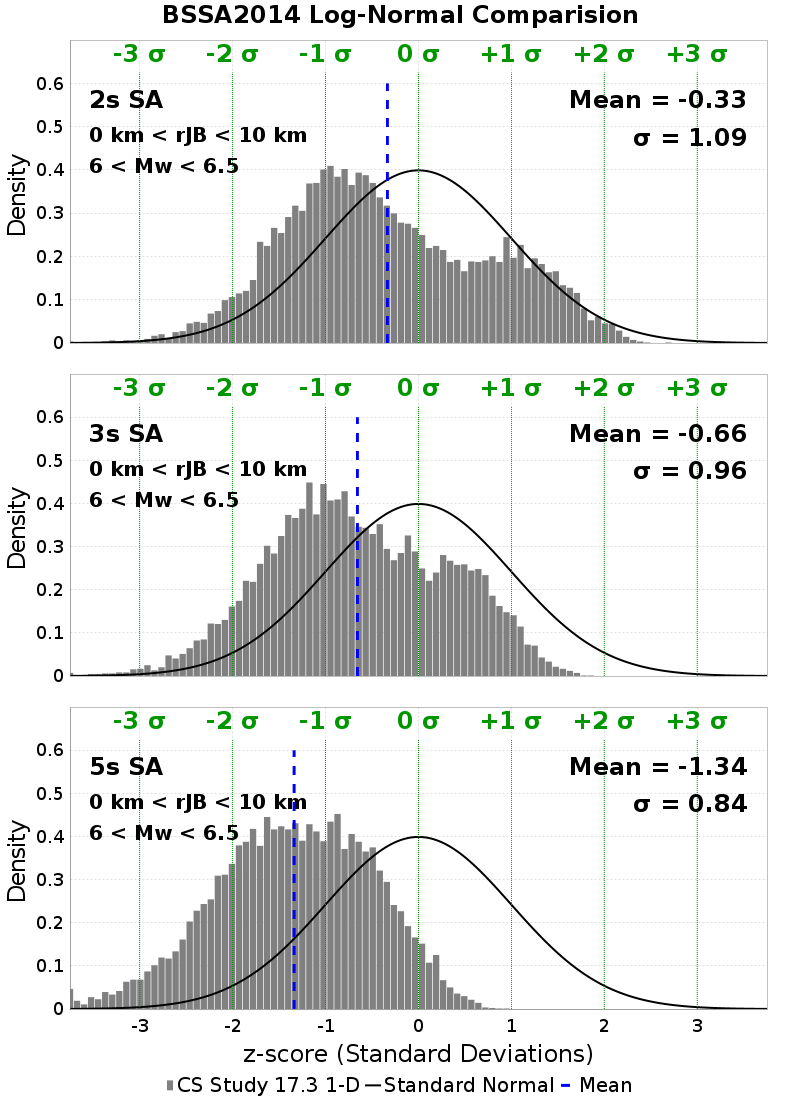 BSSA2014 Log-Normal Comparision
-3 σ -2 σ -1 σ 0 σ +1 σ +2 σ +3 σ
0.6
2s SA Mean = -0.33
0.5
0 km < rJB < 10 km σ = 1.09
6 < Mw < 6.5
0.4
0.3
0.2
0.1
0
Density
-3 σ -2 σ -1 σ 0 σ +1 σ +2 σ +3 σ
0.6
3s SA Mean = -0.66
0.5
0 km < rJB < 10 km σ = 0.96
6 < Mw < 6.5
0.4
0.3
0.2
0.1
0
Density
-3 σ -2 σ -1 σ 0 σ +1 σ +2 σ +3 σ
0.6
5s SA Mean = -1.34
0.5
0 km < rJB < 10 km σ = 0.84
6 < Mw < 6.5
0.4
0.3
0.2
0.1
0
Density
-3 -2 -1 0 1 2 3
z-score (Standard Deviations)
CS Study 17.3 1-D Standard Normal Mean